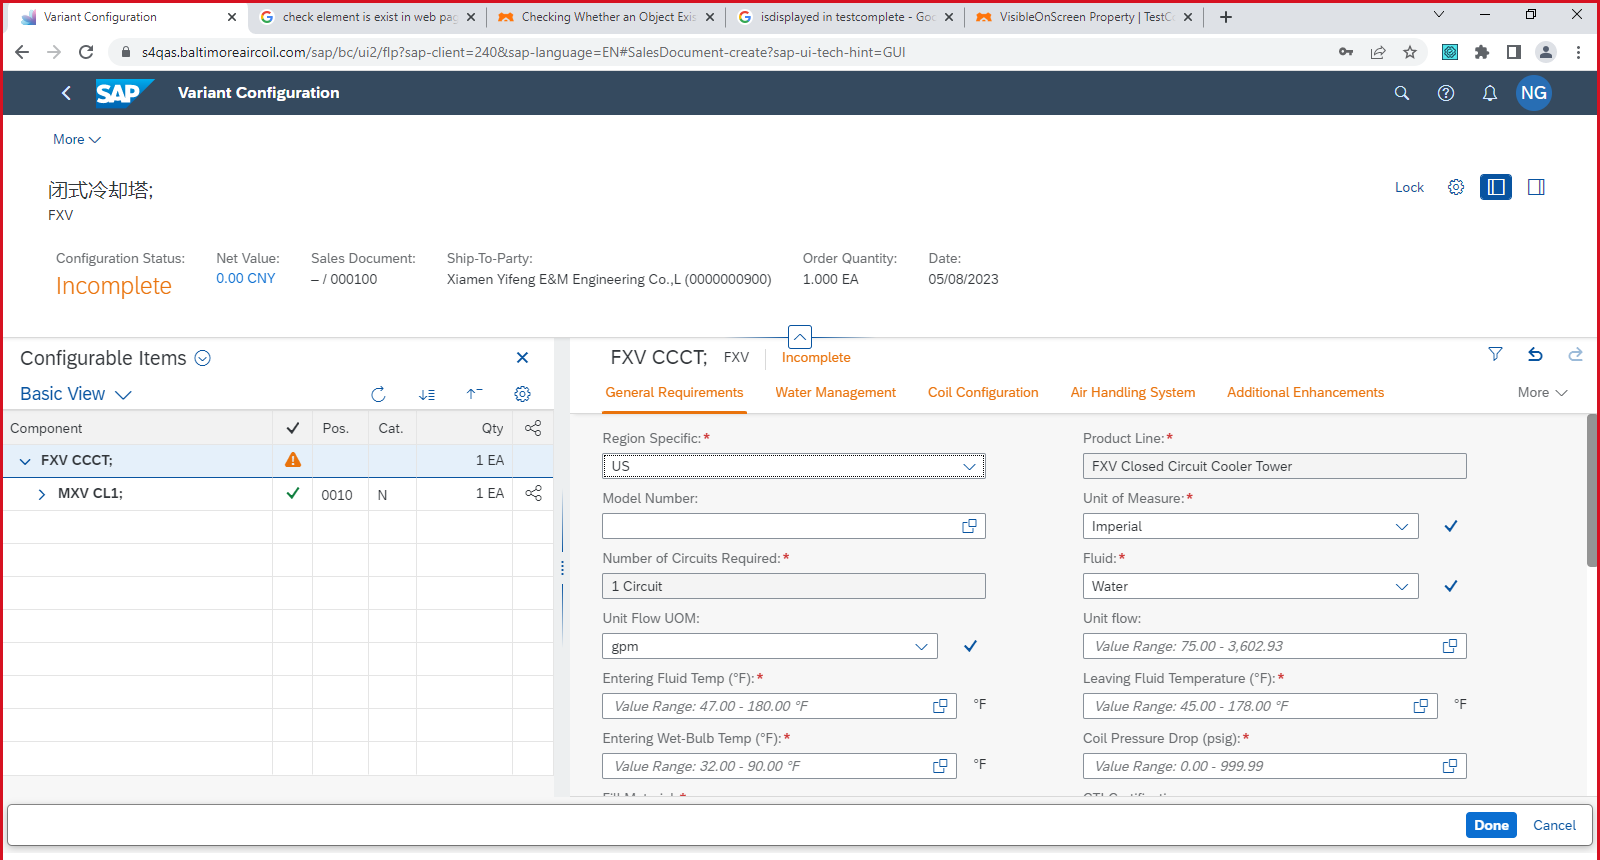 Variant Configuration
check element is exist in web pag
Checking Whether an Object Exis
isdisplayed in testcomplete - Goo
VisibleOnScreen Property | TestCo
s4qas.baltimoreaircoil.com/sap/bc/ui2/flp?sap-client=240&sap-language=EN#SalesDocument-create?sap-ui-tech-hint=GUI
SAP
Variant Configuration
NG
More
闭式冷却塔;
FXV
Lock
Configuration Status:
Incomplete
Net Value:
0.00 CNY
Sales Document:
– / 000100
Ship-To-Party:
Xiamen Yifeng E&M Engineering Co.,L (0000000900)
Order Quantity:
1.000 EA
Date:
05/08/2023
Configurable Items
Basic View
Component Pos. Cat. Qty
FXV CCCT; 1 EA
MXV CL1; 0010 N 1 EA
FXV CCCT; FXV Incomplete
General Requirements Water Management Coil Configuration Air Handling System Additional Enhancements More
Region Specific:*
US
Product Line:*
FXV Closed Circuit Cooler Tower
Model Number:
Unit of Measure:*
Imperial
Number of Circuits Required:*
1 Circuit
Fluid:*
Water
Unit Flow UOM:
gpm
Unit flow:
Value Range: 75.00 - 3,602.93
Entering Fluid Temp (°F):*
Value Range: 47.00 - 180.00 °F °F
Leaving Fluid Temperature (°F):*
Value Range: 45.00 - 178.00 °F °F
Entering Wet-Bulb Temp (°F):*
Value Range: 32.00 - 90.00 °F °F
Coil Pressure Drop (psig):*
Value Range: 0.00 - 999.99
Done Cancel